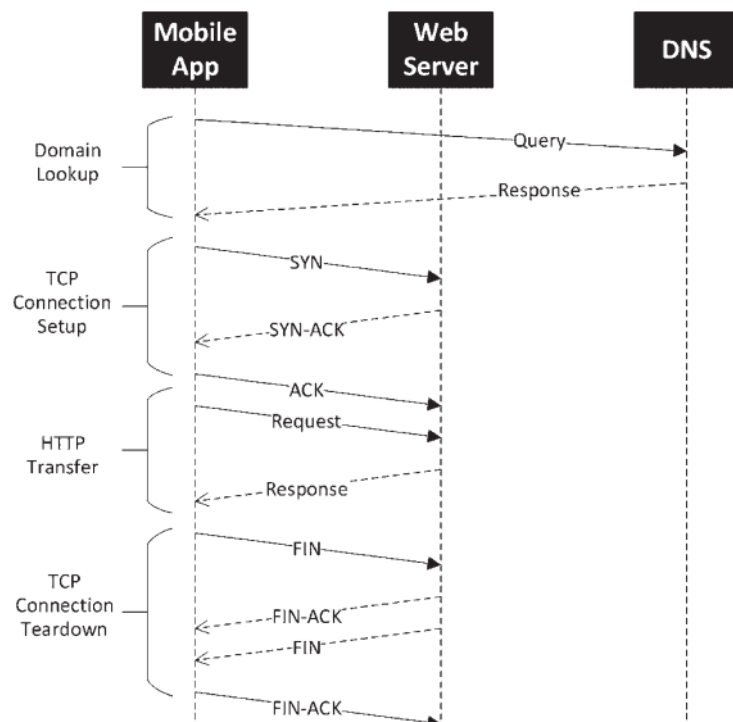 Mobile
App
Web
Server
DNS
Domain
Lookup
Query
Response
TCP
Connection
Setup
SYN
SYN-ACK
ACK
HTTP
Transfer
Request
Response
TCP
Connection
Teardown
FIN
FIN-ACK
FIN
FIN-ACK